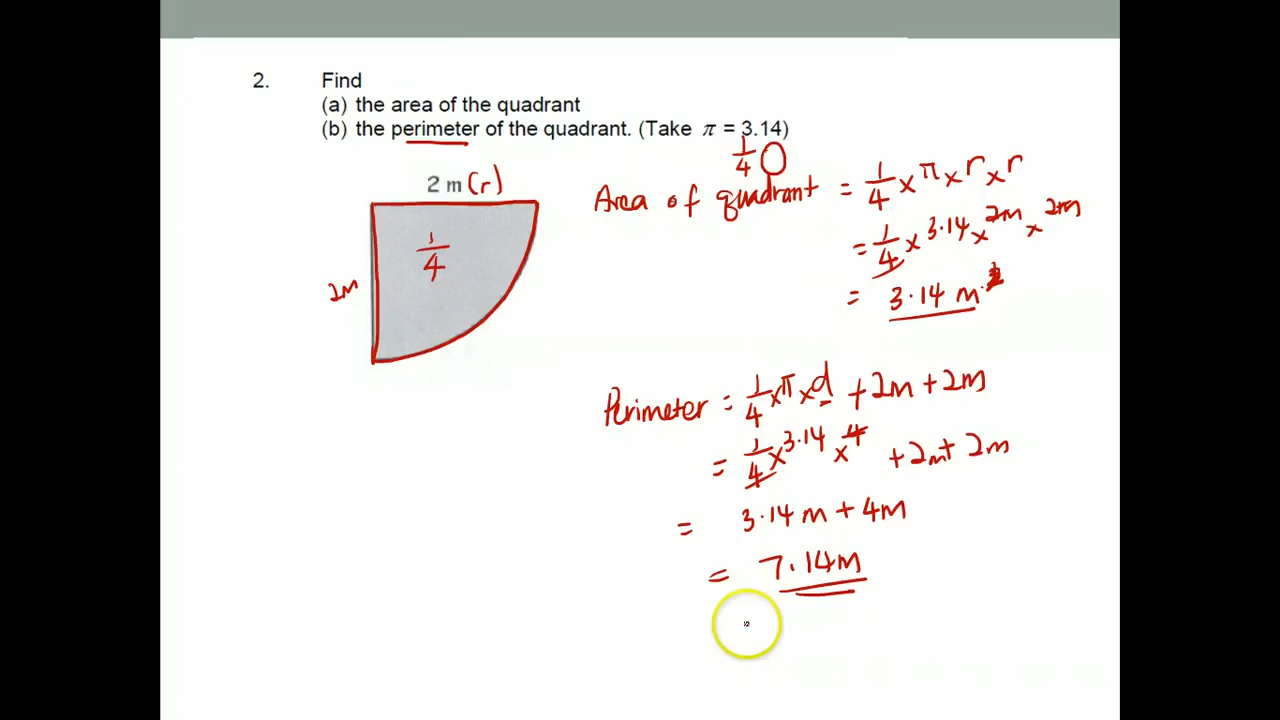 2. Find
(a) the area of the quadrant
(b) the perimeter of the quadrant. (Take π = 3.14)
1/4
2 m (r)
Area of quadrant = 1/4 × π × r × r
= 1/4 × 3.14 × 2m × 2m
1/4
2m
= 3.14 m²
Perimeter = 1/4 × π × d + 2m + 2m
= 1/4 × 3.14 × 4 + 2m + 2m
= 3.14 m + 4m
= 7.14m